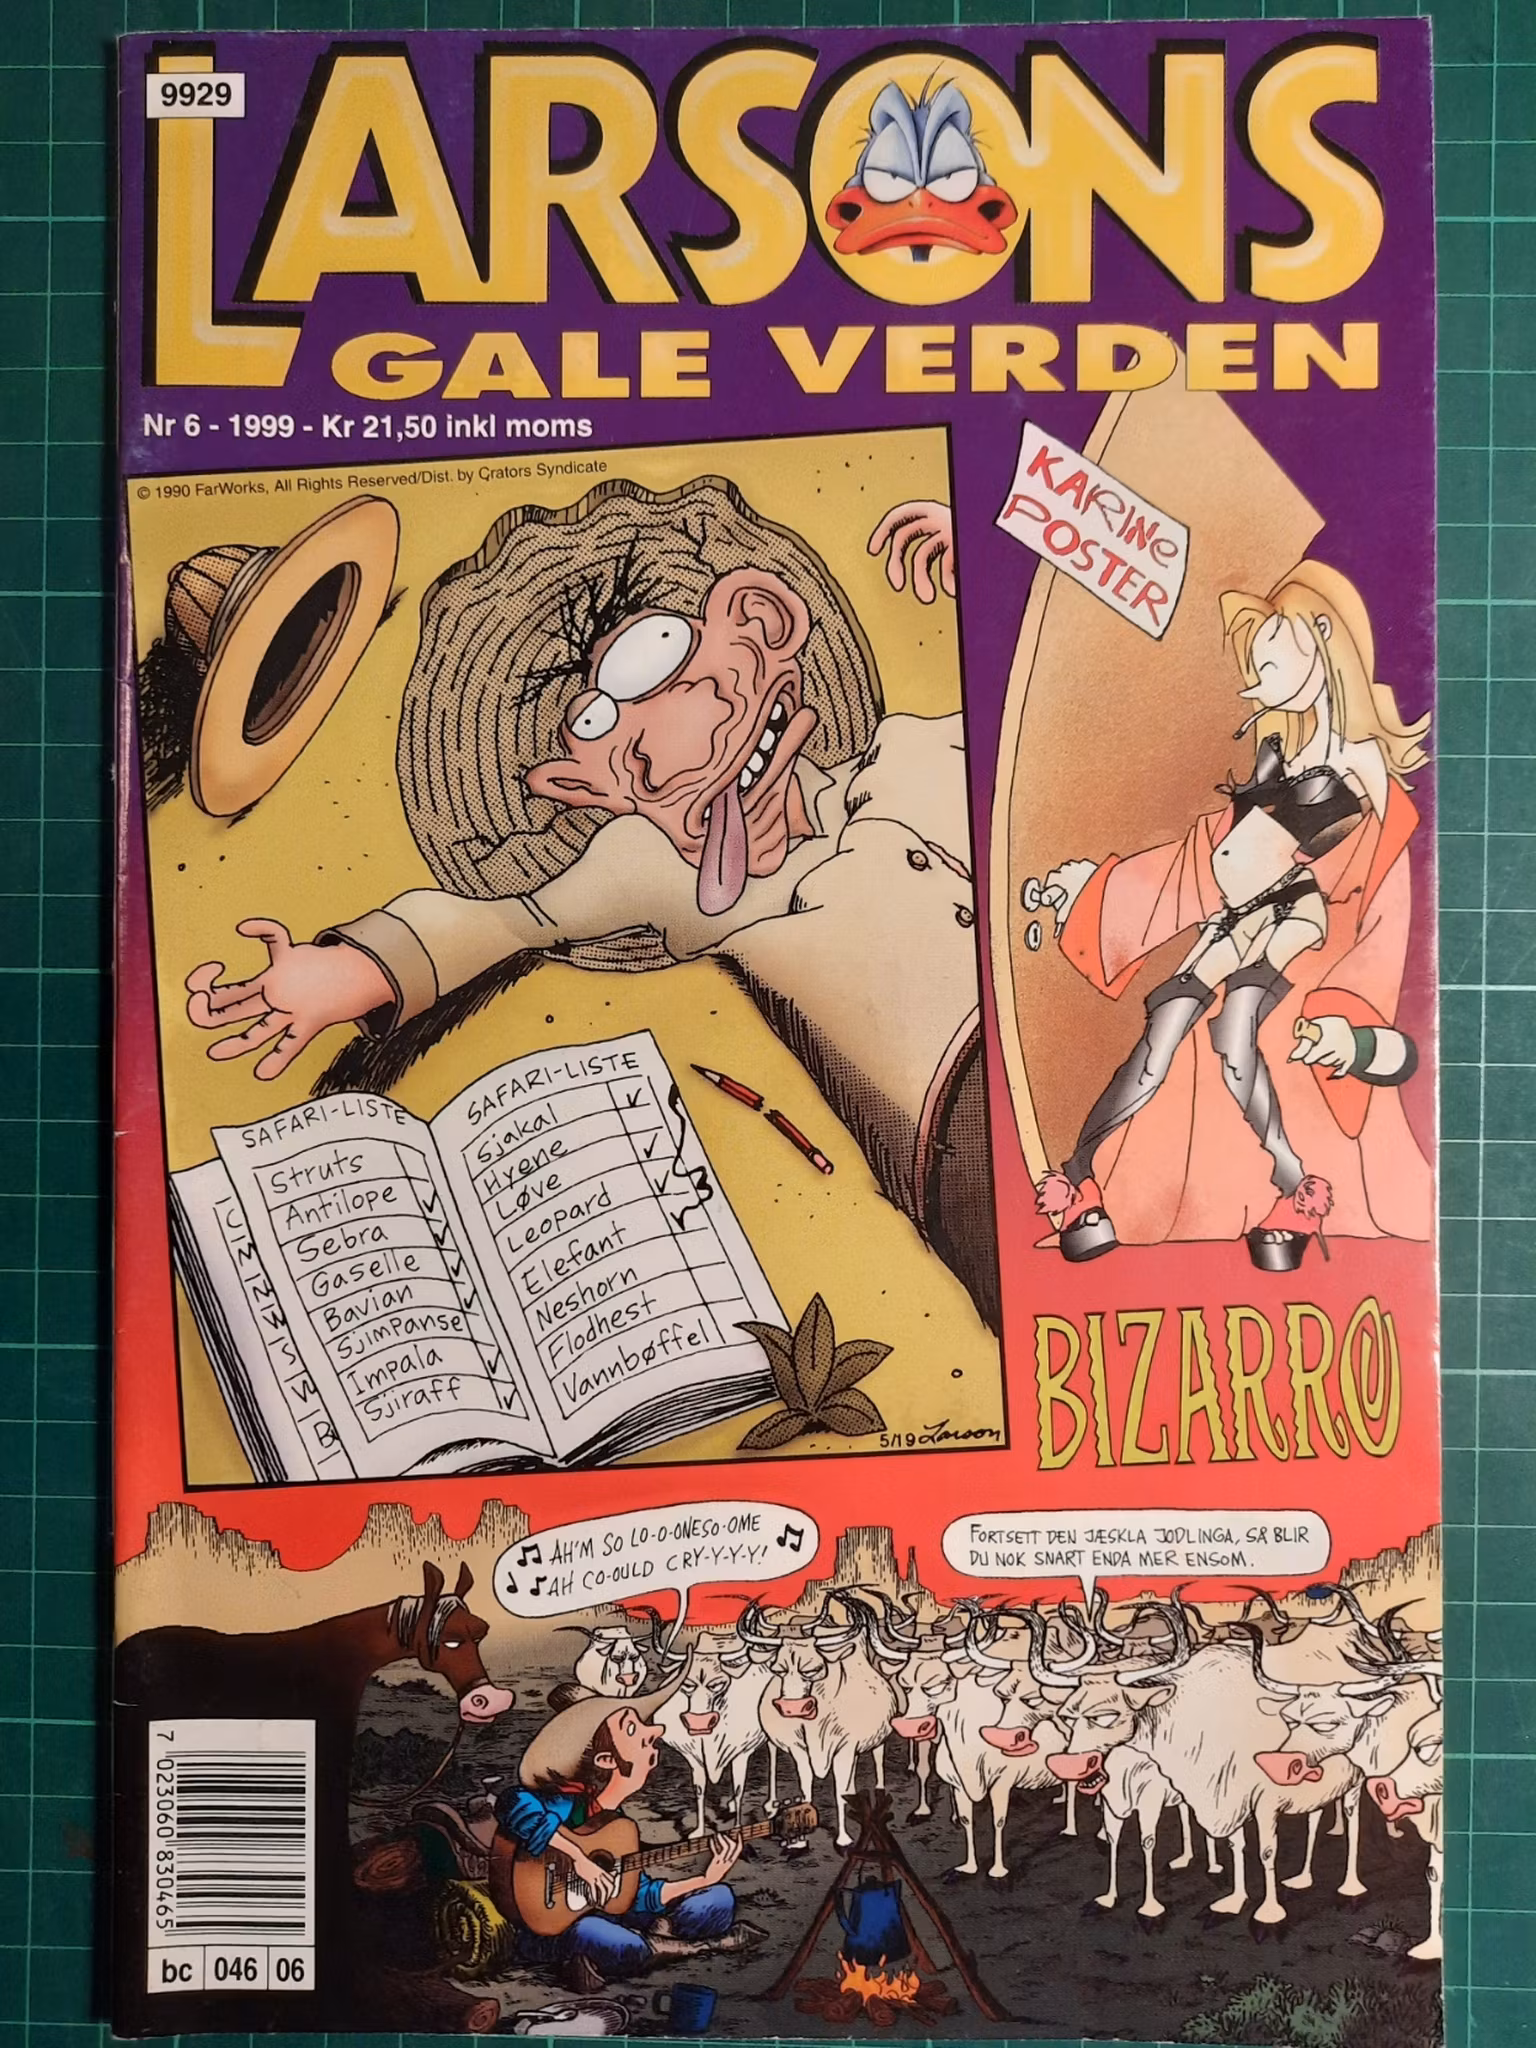 9929
LARSONS
GALE VERDEN
Nr 6 - 1999 - Kr 21,50 inkl moms
© 1990 FarWorks, All Rights Reserved/Dist. by Crators Syndicate
KARINE
POSTER
SAFARI-LISTE
Struts
Antilope
Sebra
Gaselle
Bavian
Sjimpanse
Impala
Sjiraff
SAFARI-LISTE
Sjakal
Hyene
Løve
Leopard
Elefant
Neshorn
Flodhest
Vannbøffel
5/19 Larson
BIZARRO
AH'M SO LO-O-ONESO-OME
AH CO-OULD CRY-Y-Y-Y!
FORTSETT DEN JÆSKLA JODLINGA, SÅ BLIR
DU NOK SNART ENDA MER ENSOM.
7 023060 830465
bc 046 06